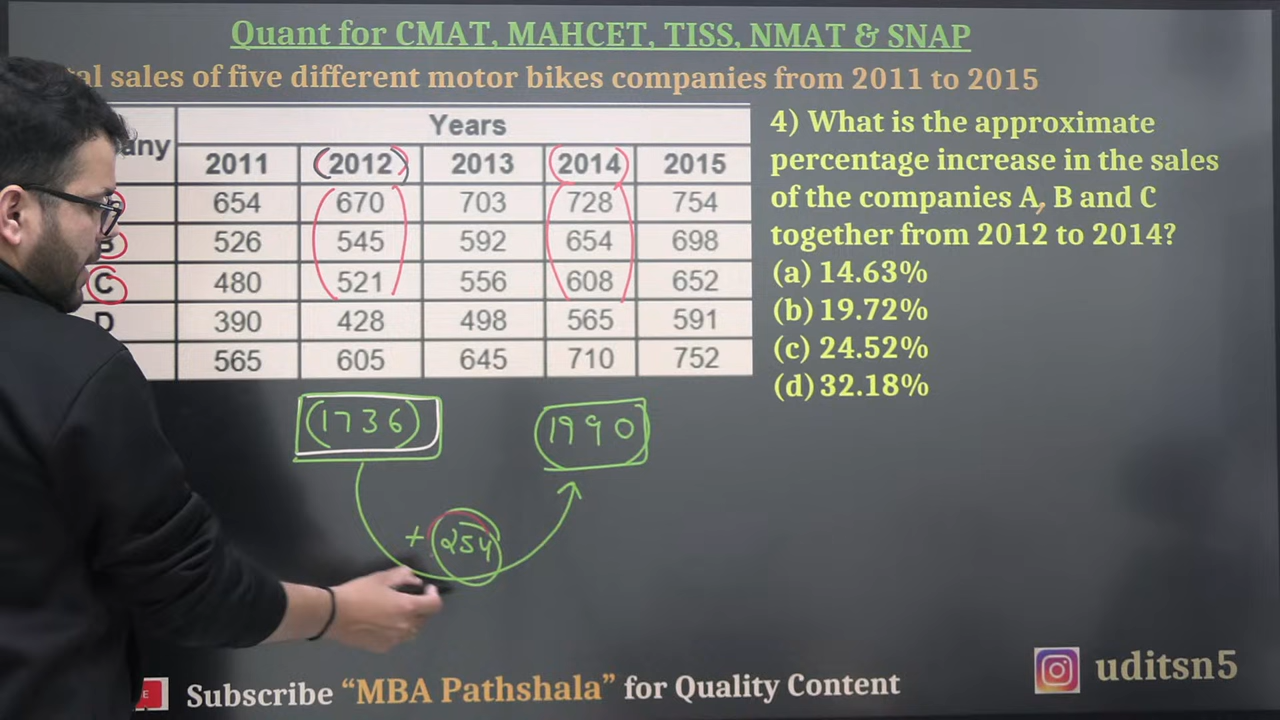 Quant for CMAT, MAHCET, TISS, NMAT & SNAP
sales of five different motor bikes companies from 2011 to 2015
Years
2011 2012 2013 2014 2015
654 670 703 728 754
B 526 545 592 654 698
C 480 521 556 608 652
D 390 428 498 565 591
565 605 645 710 752
4) What is the approximate
percentage increase in the sales
of the companies A, B and C
together from 2012 to 2014?
(a) 14.63%
(b) 19.72%
(c) 24.52%
(d) 32.18%
(1736) 1990
+ 254
Subscribe “MBA Pathshala” for Quality Content
uditsn5